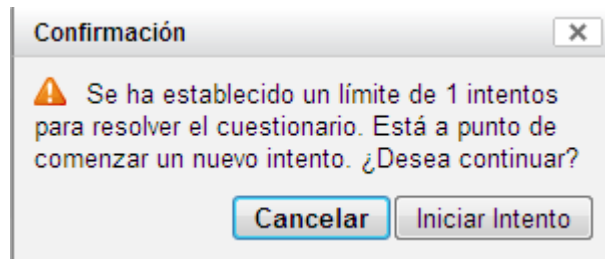 Confirmación
Se ha establecido un límite de 1 intentos
para resolver el cuestionario. Está a punto de
comenzar un nuevo intento. ¿Desea continuar?
Cancelar Iniciar Intento